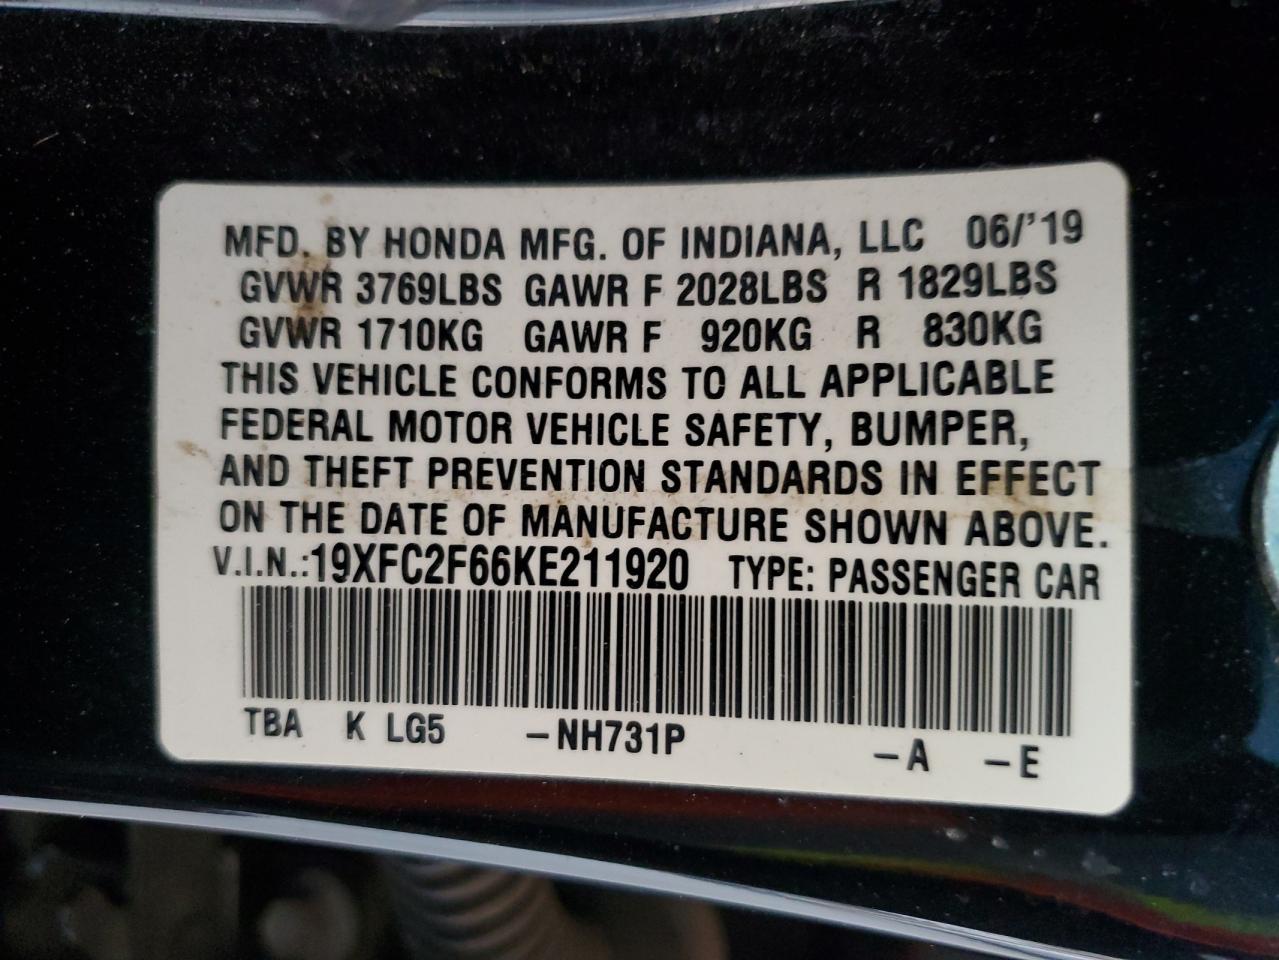 MFD. BY HONDA MFG. OF INDIANA, LLC 06/'19
GVWR 3769LBS GAWR F 2028LBS R 1829LBS
GVWR 1710KG GAWR F 920KG R 830KG
THIS VEHICLE CONFORMS TO ALL APPLICABLE
FEDERAL MOTOR VEHICLE SAFETY, BUMPER,
AND THEFT PREVENTION STANDARDS IN EFFECT
ON THE DATE OF MANUFACTURE SHOWN ABOVE.
V.I.N.:19XFC2F66KE211920 TYPE: PASSENGER CAR
TBA K LG5 -NH731P -A -E